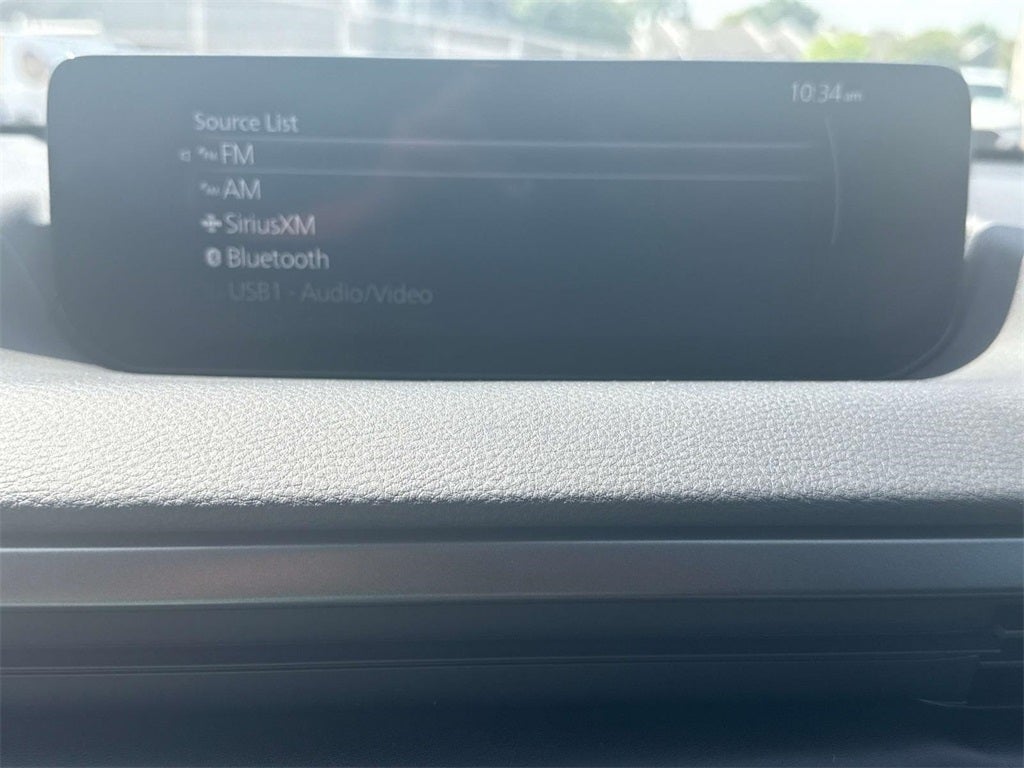 10:34 am
Source List
FM
AM
SiriusXM
Bluetooth
USB1 - Audio/Video